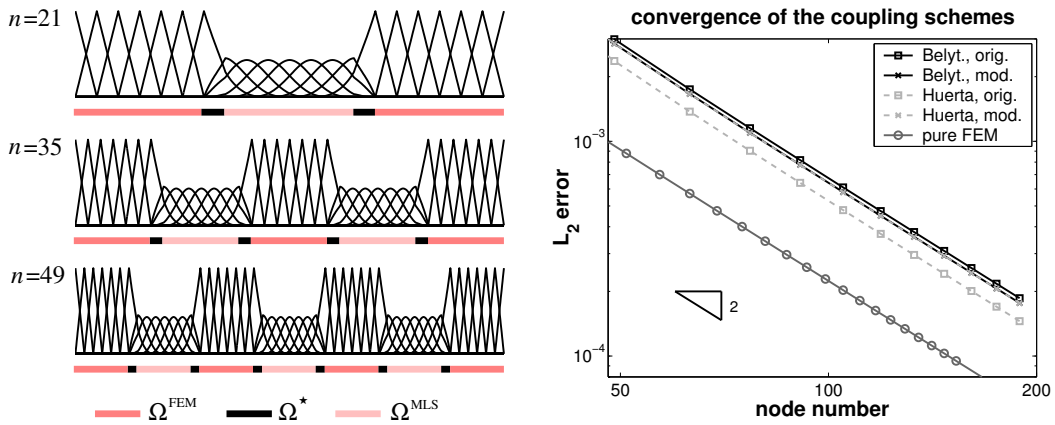 n=21
n=35
n=49
Ω^FEM Ω^★ Ω^MLS
convergence of the coupling schemes
Belyt., orig.
Belyt., mod.
Huerta, orig.
Huerta, mod.
pure FEM
L₂ error
10⁻³
10⁻⁴
2
50 100 200
node number